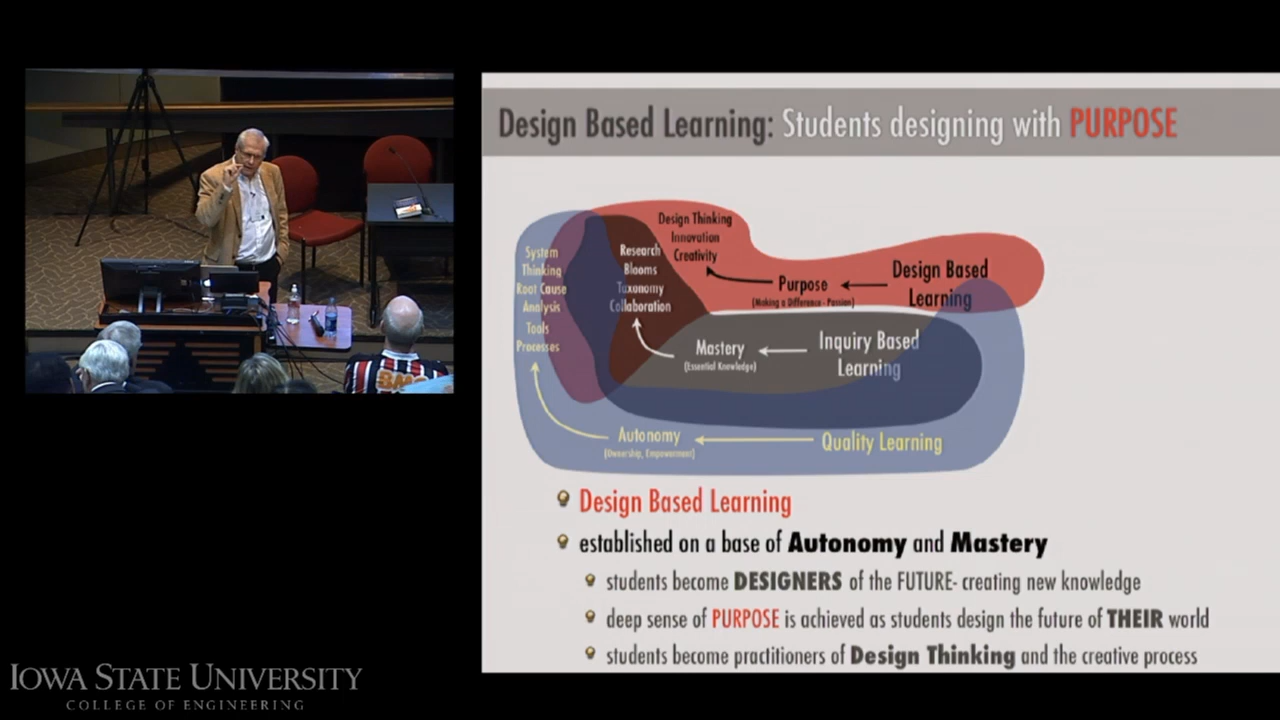 Design Based Learning: Students designing with PURPOSE
Design Thinking
Innovation
Creativity
System
Thinking
Root Cause
Analysis
Tools
Processes
Research
Blooms
Taxonomy
Collaboration
Purpose
(Making a Difference - Passion)
Design Based
Learning
Mastery
(Essential Knowledge)
Inquiry Based
Learning
Autonomy
(Ownership, Empowerment)
Quality Learning
Design Based Learning
established on a base of Autonomy and Mastery
students become DESIGNERS of the FUTURE- creating new knowledge
deep sense of PURPOSE is achieved as students design the future of THEIR world
students become practitioners of Design Thinking and the creative process
IOWA STATE UNIVERSITY
COLLEGE OF ENGINEERING